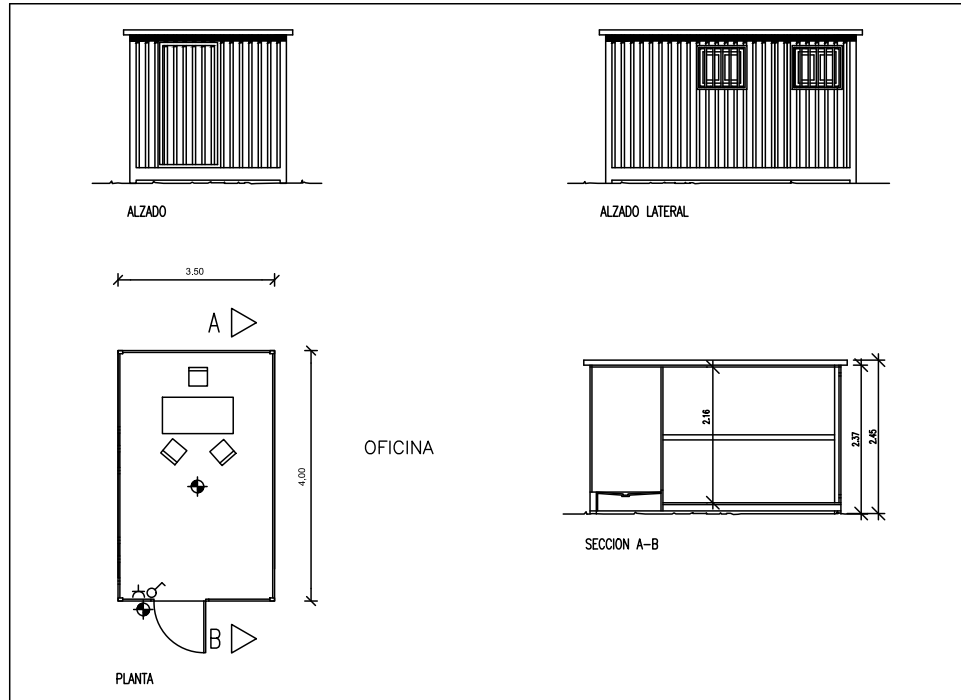 ALZADO
ALZADO LATERAL
3.50
A
OFICINA
4.00
2.16
2.37
2.45
SECCION A-B
B
PLANTA